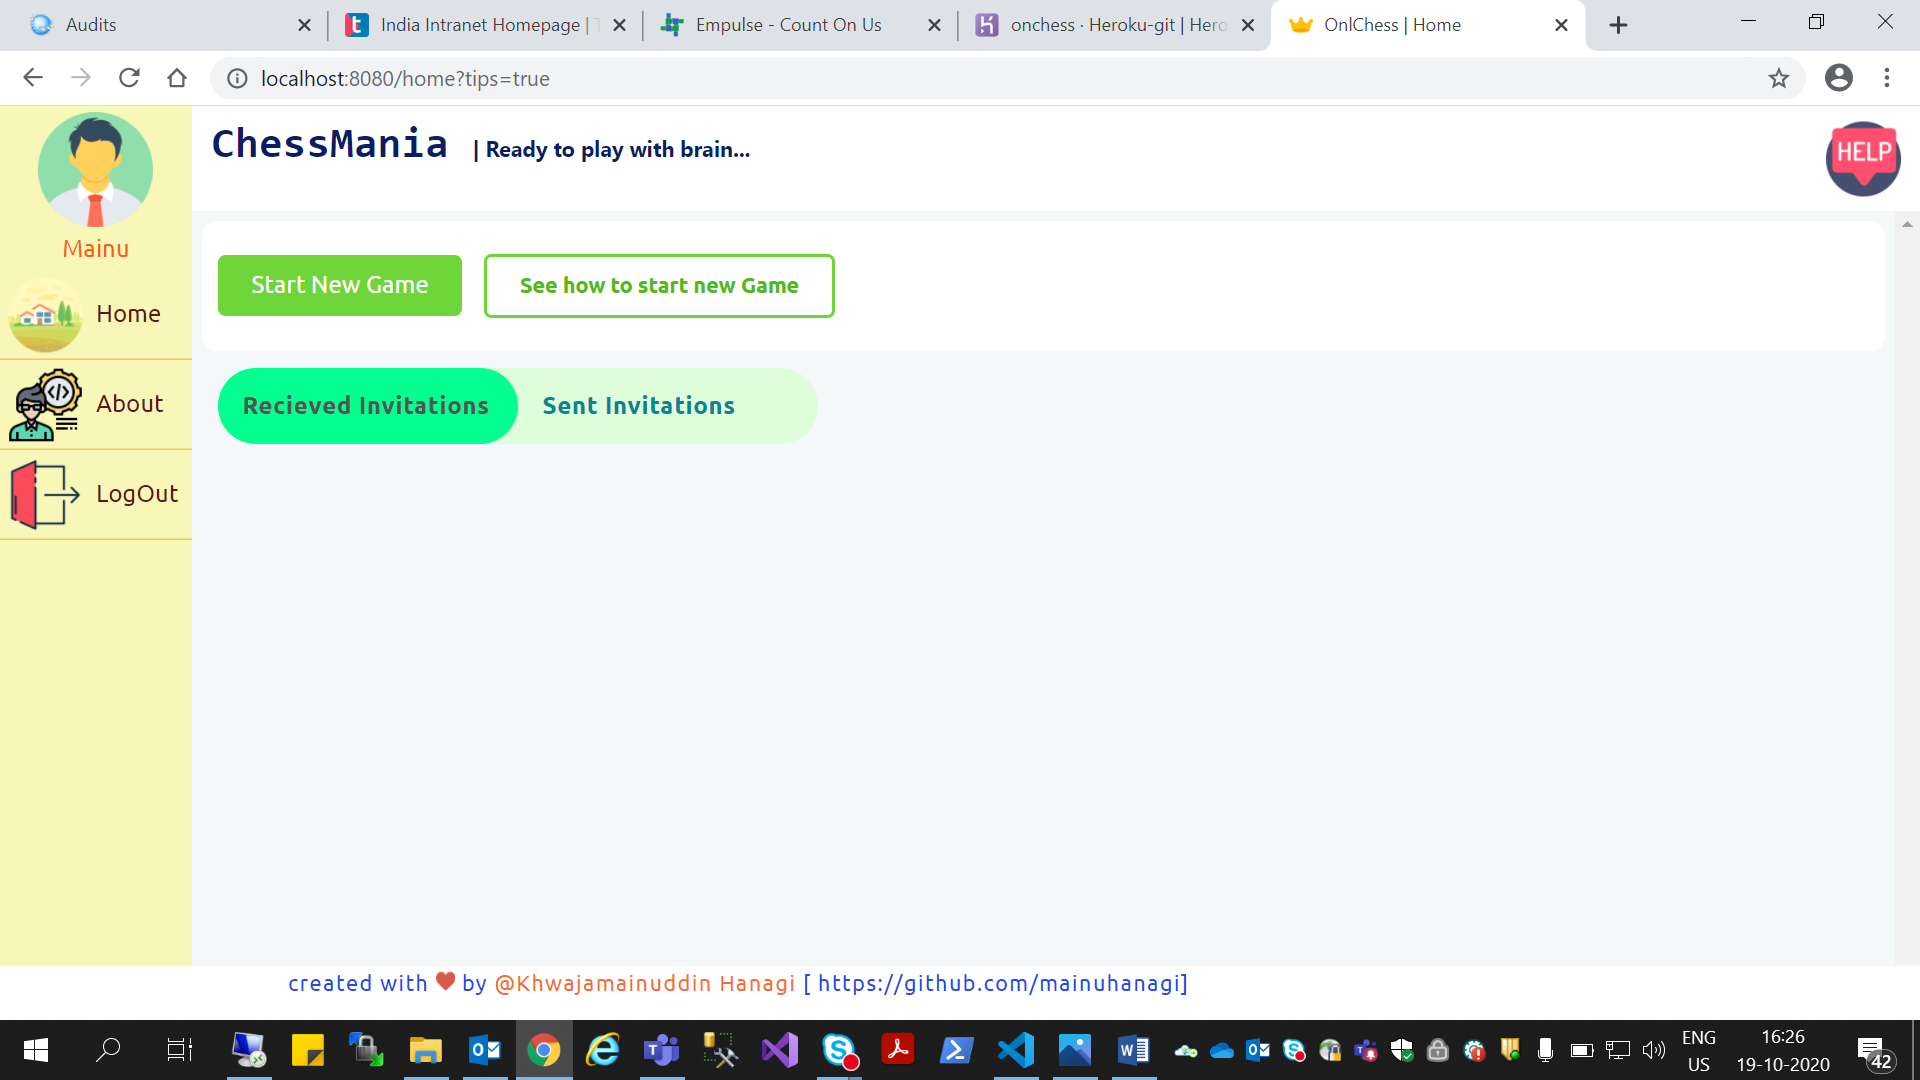 Audits
India Intranet Homepage | T
Empulse - Count On Us
onchess · Heroku-git | Hero
OnlChess | Home
localhost:8080/home?tips=true
ChessMania | Ready to play with brain...
HELP
Mainu
Home
About
LogOut
Start New Game
See how to start new Game
Recieved Invitations
Sent Invitations
created with ❤ by @Khwajamainuddin Hanagi [ https://github.com/mainuhanagi]
ENG
US
16:26
19-10-2020
42